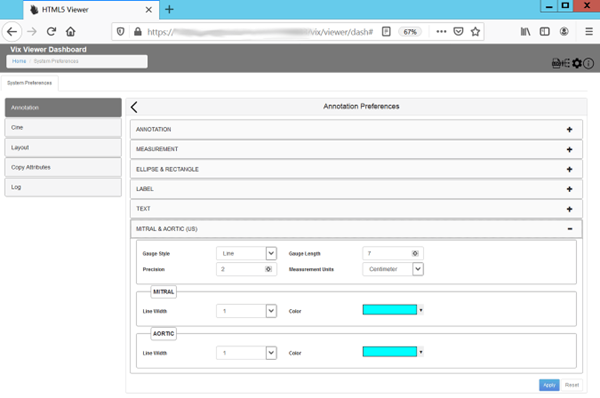 HTML5 Viewer
https://
vix/viewer/dash#
67%
Vix Viewer Dashboard
Home / System Preferences
System Preferences
Annotation
Cine
Layout
Copy Attributes
Log
Annotation Preferences
ANNOTATION
MEASUREMENT
ELLIPSE & RECTANGLE
LABEL
TEXT
MITRAL & AORTIC (US)
Gauge Style Line Gauge Length 7
Precision 2 Measurement Units Centimeter
MITRAL
Line Width 1 Color
AORTIC
Line Width 1 Color
Apply Reset